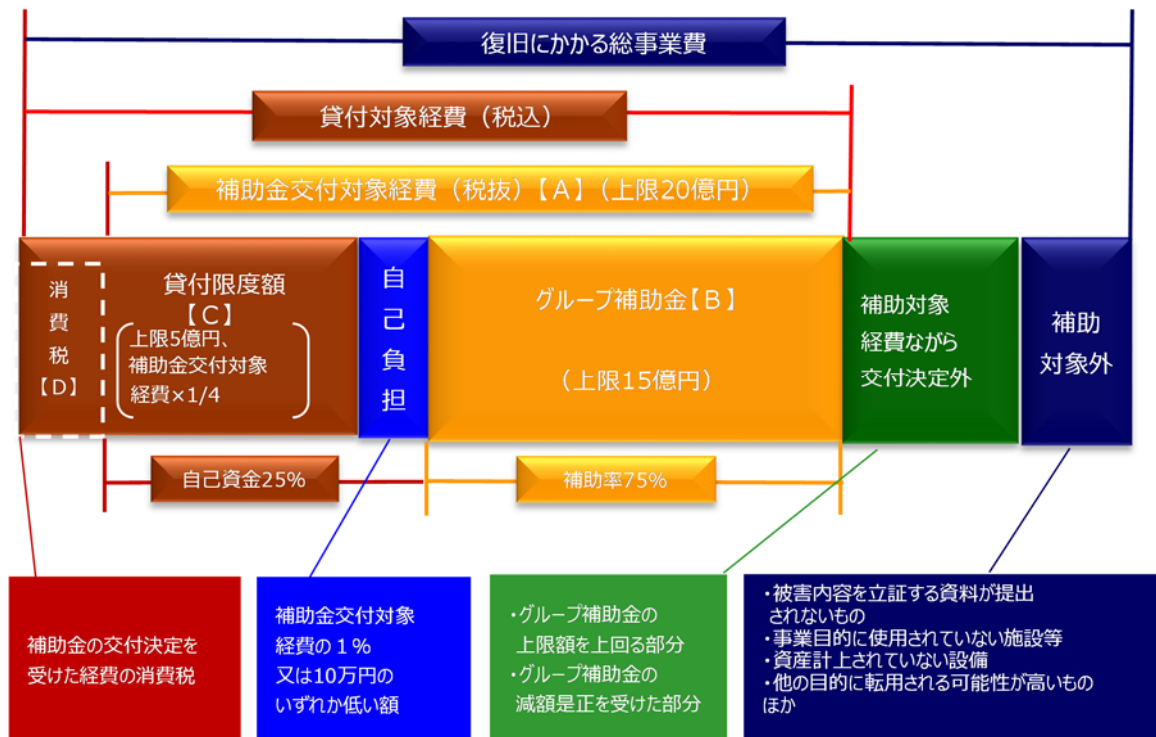 復旧にかかる総事業費
貸付対象経費（税込）
補助金交付対象経費（税抜）【A】（上限20億円）
消
費
税
【D】
貸付限度額
【C】
上限5億円、
補助金交付対象
経費×1/4
自
己
負
担
グループ補助金【B】
（上限15億円）
補助対象
経費ながら
交付決定外
補助
対象外
自己資金25%
補助率75%
補助金の交付決定を
受けた経費の消費税
補助金交付対象
経費の１％
又は10万円の
いずれか低い額
・グループ補助金の
上限額を上回る部分
・グループ補助金の
減額是正を受けた部分
・被害内容を立証する資料が提出
されないもの
・事業目的に使用されていない施設等
・資産計上されていない設備
・他の目的に転用される可能性が高いもの
ほか